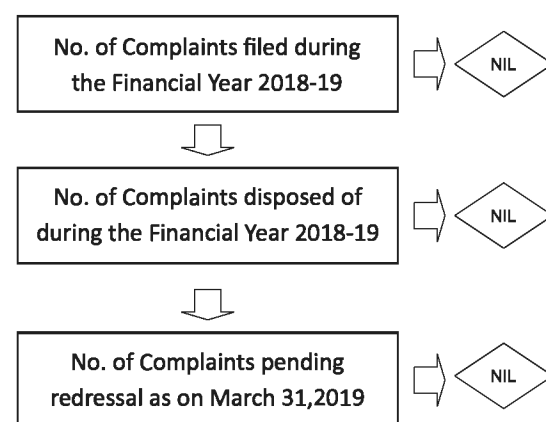 No. of Complaints filed during
the Financial Year 2018-19
NIL
No. of Complaints disposed of
during the Financial Year 2018-19
NIL
No. of Complaints pending
redressal as on March 31,2019
NIL